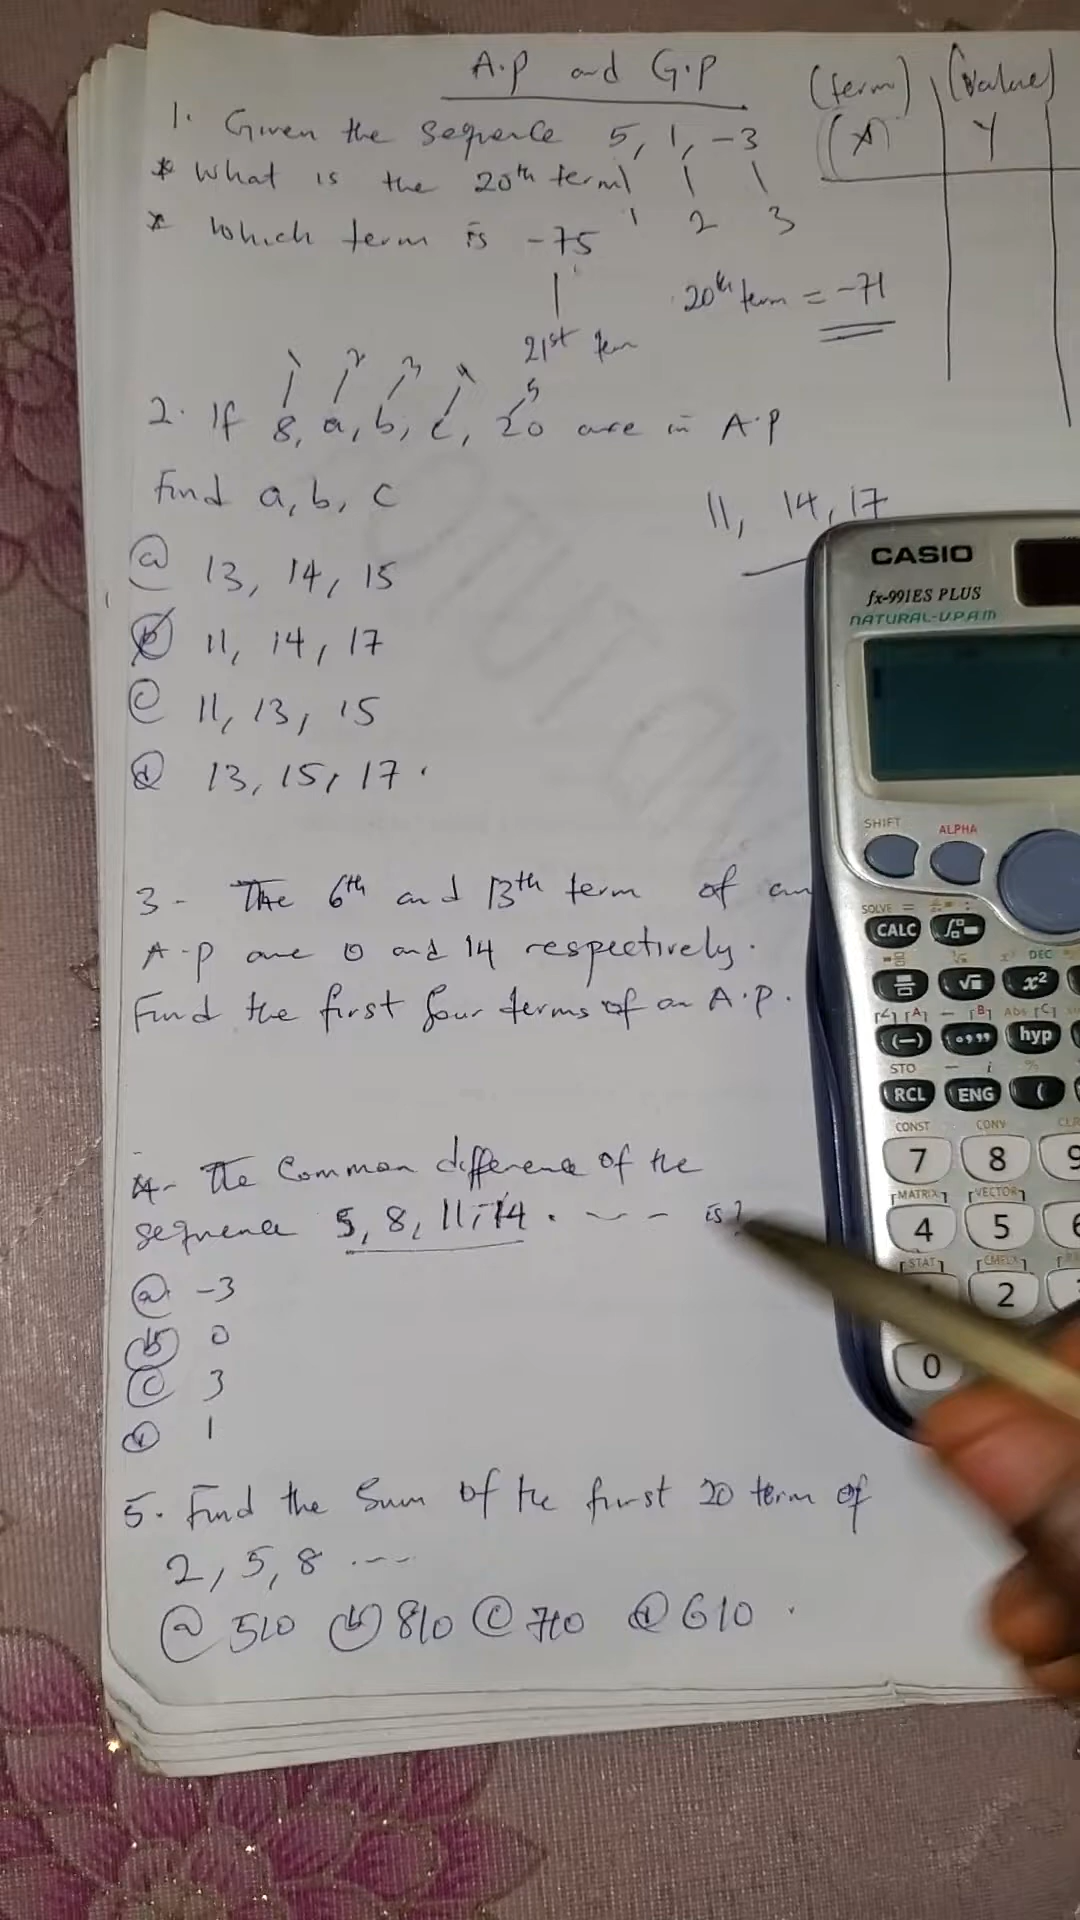 A.P and G.P
(term) (Value)
(X) Y
1. Given the sequence 5, 1, -3
* What is the 20th term
1 2 3
* Which term is -75
20th term = -71
21st term
1 2 3 4 5
2. If 8, a, b, c, 20 are in A.P
Find a, b, c
11, 14, 17
(a) 13, 14, 15
(b) 11, 14, 17
(c) 11, 13, 15
(d) 13, 15, 17.
3- The 6th and 13th term of an
A.p are 0 and 14 respectively.
Find the first four terms of an A.P.
4- The Common difference of the
sequence 5, 8, 11, 14 . - - - is?
(a) -3
(b) 0
(c) 3
(d) 1
5. Find the Sum of the first 20 term of
2, 5, 8 ....
(a) 510 (b) 810 (c) 710 (d) 610.
CASIO
fx-991ES PLUS
NATURAL-V.P.A.M
SHIFT ALPHA
SOLVE =
CALC
x² DEC
x²
Abs
(-) hyp
STO
RCL ENG (
CONST CONV
7 8 9
MATRIX VECTOR
4 5
STAT CMPLX
2
0